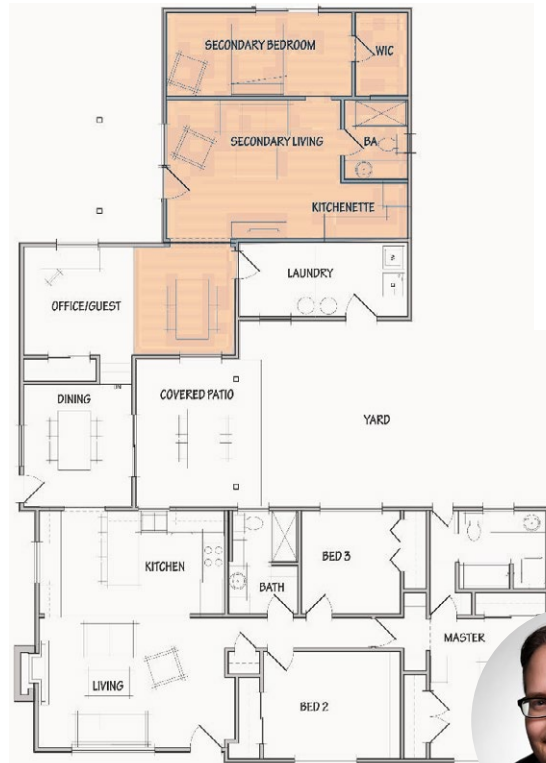 SECONDARY BEDROOM
WIC
SECONDARY LIVING
BA
KITCHENETTE
LAUNDRY
OFFICE/GUEST
DINING
COVERED PATIO
YARD
KITCHEN
BED 3
BATH
MASTER
LIVING
BED 2